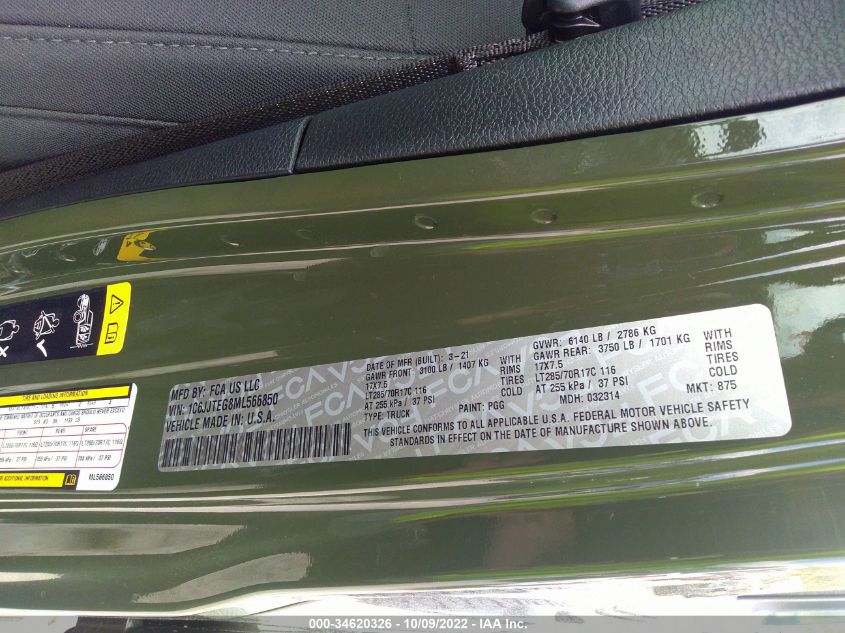 MFD BY: FCA US LLC
VIN: 1C6JJTEG8ML566850
VEHICLE MADE IN U.S.A.
DATE OF MFR (BUILT): 3-21
GAWR FRONT: 3100 LB / 1407 KG WITH
17X7.5 RIMS
LT285/70R17C 116 TIRES
AT 255 kPa / 37 PSI COLD
TYPE: TRUCK
PAINT: PGG
GVWR: 6140 LB / 2786 KG
GAWR REAR: 3750 LB / 1701 KG WITH
17X7.5 RIMS
LT285/70R17C 116 TIRES
AT 255 kPa / 37 PSI COLD
MDH: 032314
MKT: 875
VEHICLE CONFORMS TO ALL APPLICABLE U.S.A. FEDERAL MOTOR VEHICLE SAFETY
STANDARDS IN EFFECT ON THE DATE OF MANUFACTURE SHOWN ABOVE.
TIRE AND LOADING INFORMATION
ML566850
000-34620326 - 10/09/2022 - IAA Inc.